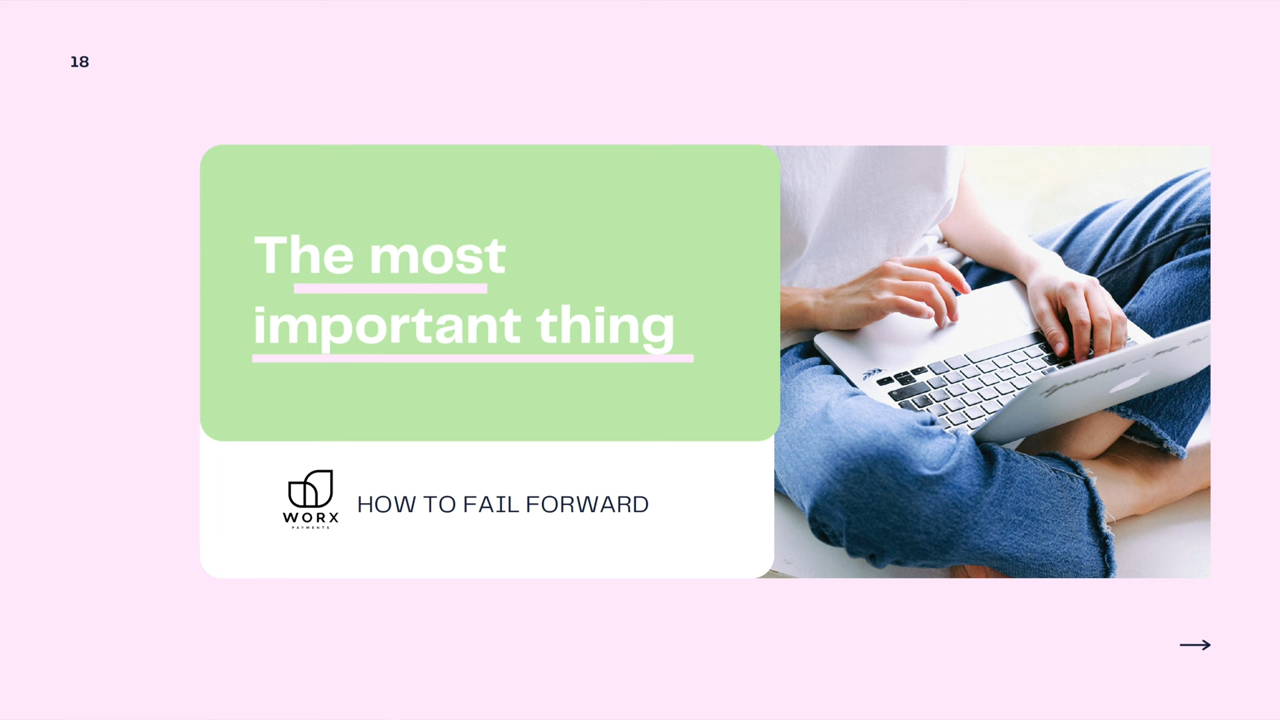 18
The most
important thing
WORX
PAYMENTS
HOW TO FAIL FORWARD